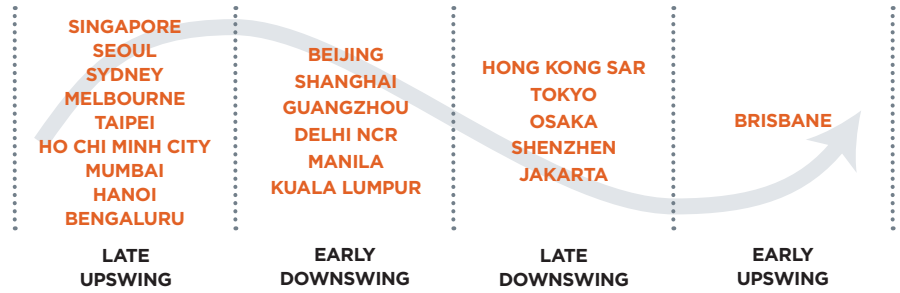 SINGAPORE
SEOUL
SYDNEY
MELBOURNE
TAIPEI
HO CHI MINH CITY
MUMBAI
HANOI
BENGALURU
LATE
UPSWING
BEIJING
SHANGHAI
GUANGZHOU
DELHI NCR
MANILA
KUALA LUMPUR
EARLY
DOWNSWING
HONG KONG SAR
TOKYO
OSAKA
SHENZHEN
JAKARTA
LATE
DOWNSWING
BRISBANE
EARLY
UPSWING